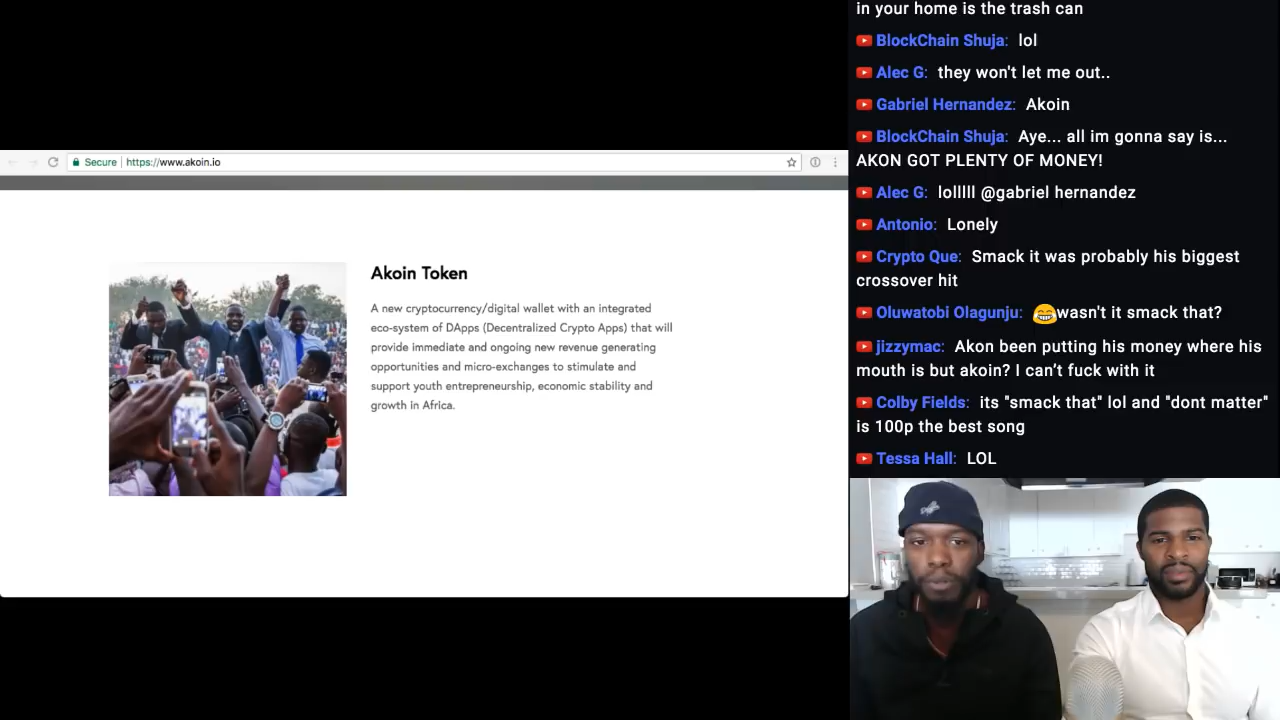 Secure
https://www.akoin.io
Akoin Token
A new cryptocurrency/digital wallet with an integrated
eco-system of DApps (Decentralized Crypto Apps) that will
provide immediate and ongoing new revenue generating
opportunities and micro-exchanges to stimulate and
support youth entrepreneurship, economic stability and
growth in Africa.
in your home is the trash can
BlockChain Shuja: lol
Alec G: they won't let me out..
Gabriel Hernandez: Akoin
BlockChain Shuja: Aye... all im gonna say is...
AKON GOT PLENTY OF MONEY!
Alec G: lolllll @gabriel hernandez
Antonio: Lonely
Crypto Que: Smack it was probably his biggest
crossover hit
Oluwatobi Olagunju: 😂wasn't it smack that?
jizzymac: Akon been putting his money where his
mouth is but akoin? I can’t fuck with it
Colby Fields: its "smack that" lol and "dont matter"
is 100p the best song
Tessa Hall: LOL